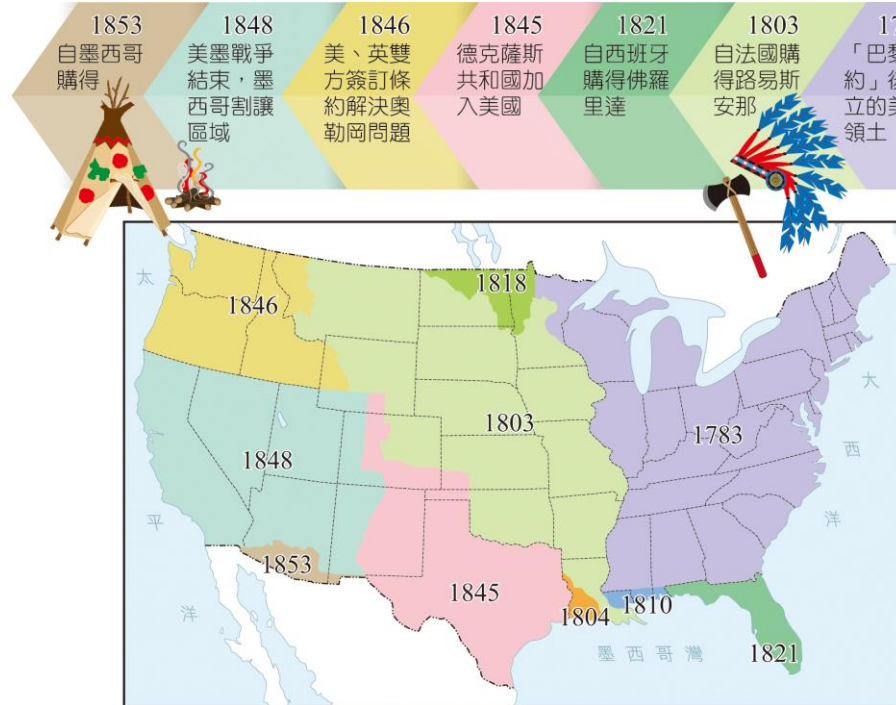 1853
自墨西哥
購得
1848
美墨戰爭
結束，墨
西哥割讓
區域
1846
美、英雙
方簽訂條
約解決奧
勒岡問題
1845
德克薩斯
共和國加
入美國
1821
自西班牙
購得佛羅
里達
1803
自法國購
得路易斯
安那
17
「巴黎
約」後
立的美
領土
太
平
洋
1846
1818
1803
1783
1848
1853
1845
1804
1810
1821
墨西哥灣
大
西
洋